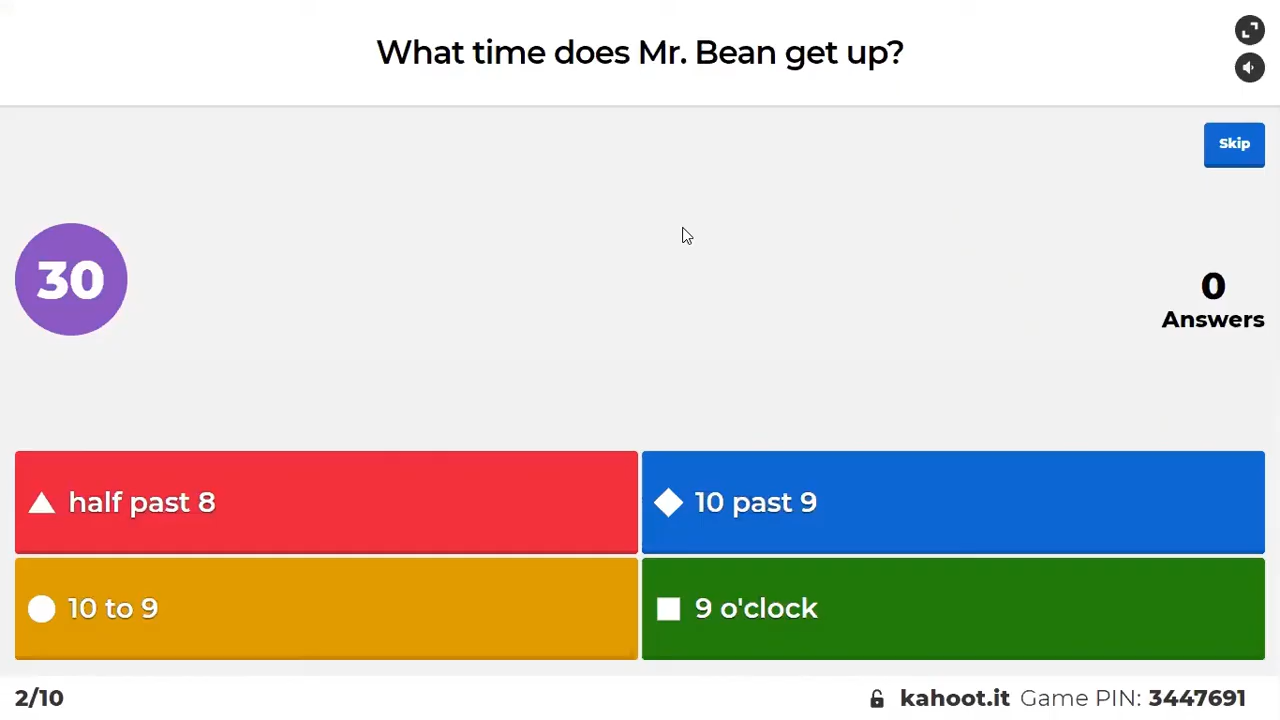 What time does Mr. Bean get up?
Skip
30
0
Answers
half past 8
10 past 9
10 to 9
9 o'clock
2/10
kahoot.it Game PIN: 3447691